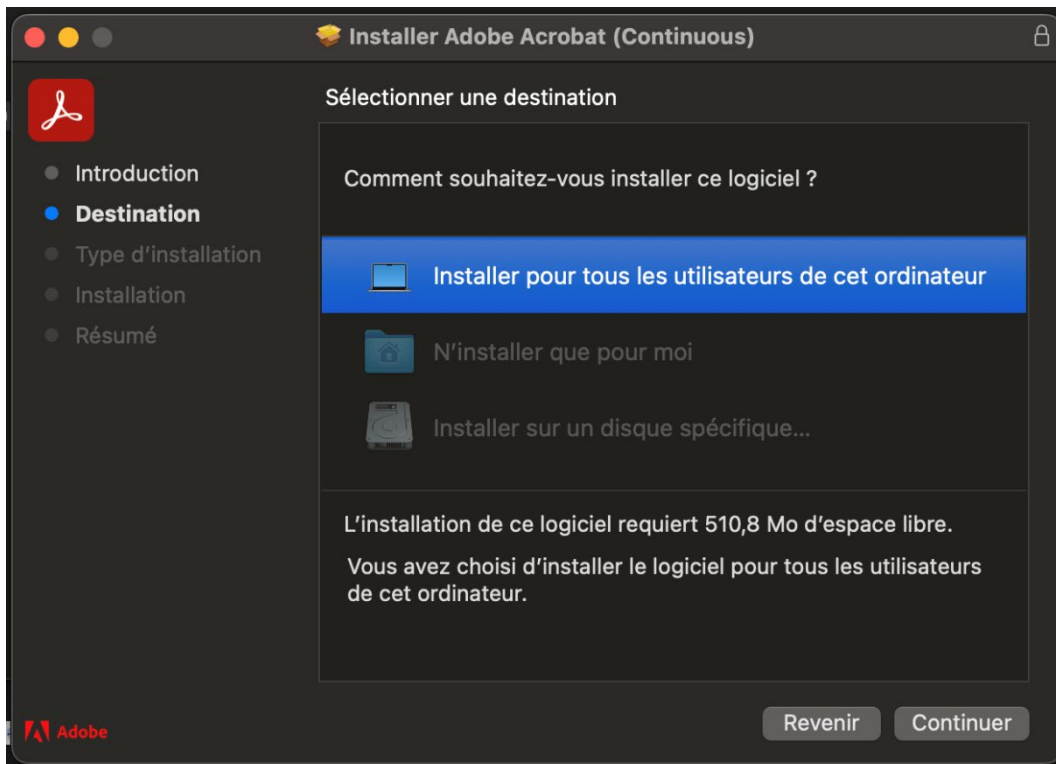 Installer Adobe Acrobat (Continuous)
Sélectionner une destination
Introduction
Destination
Type d'installation
Installation
Résumé
Comment souhaitez-vous installer ce logiciel ?
Installer pour tous les utilisateurs de cet ordinateur
N'installer que pour moi
Installer sur un disque spécifique...
L'installation de ce logiciel requiert 510,8 Mo d'espace libre.
Vous avez choisi d'installer le logiciel pour tous les utilisateurs
de cet ordinateur.
Adobe
Revenir
Continuer